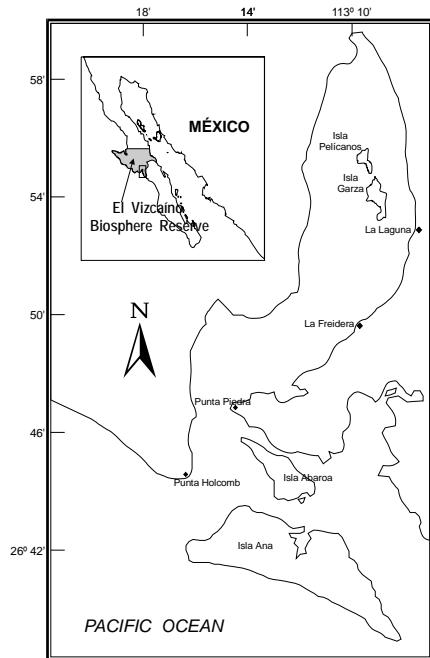 18'
14'
113º 10'
58'
54'
50'
46'
26º 42'
MÉXICO
El Vizcaíno
Biosphere Reserve
Isla
Pelícanos
Isla
Garza
La Laguna
La Freidera
N
Punta Piedra
Punta Holcomb
Isla Abaroa
Isla Ana
PACIFIC OCEAN